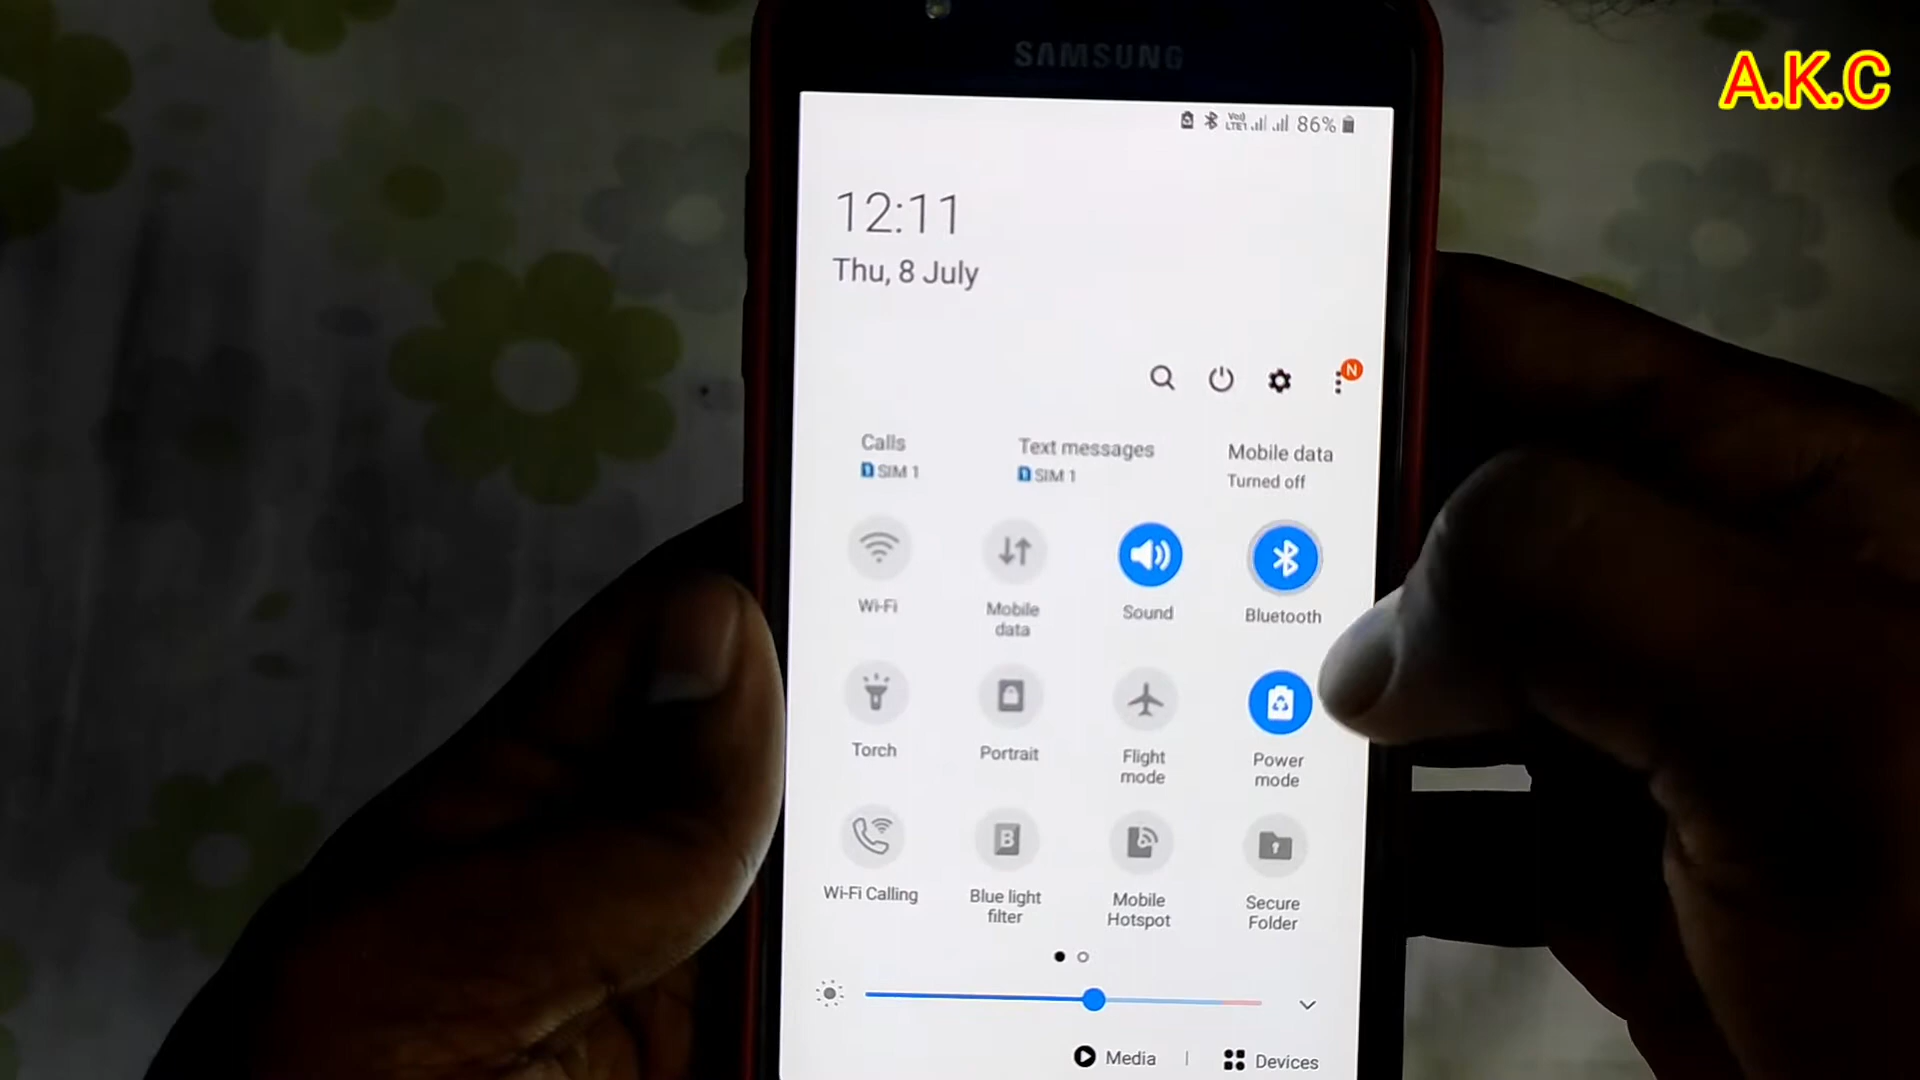 SAMSUNG
A.K.C
86%
12:11
Thu, 8 July
N
Calls
SIM 1
Text messages
SIM 1
Mobile data
Turned off
Wi-Fi
Mobile
data
Sound
Bluetooth
Torch
Portrait
Flight
mode
Power
mode
Wi-Fi Calling
B
Blue light
filter
Mobile
Hotspot
Secure
Folder
Media
Devices